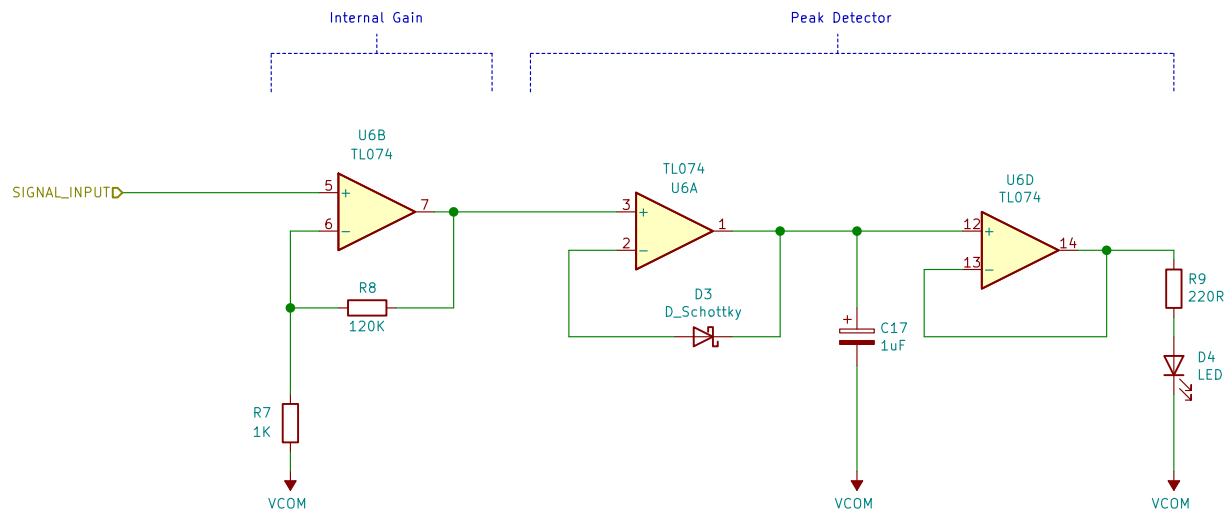 Internal Gain
Peak Detector
U6B
TL074
SIGNAL_INPUT
5
+
6
−
7
R8
120K
R7
1K
VCOM
TL074
U6A
3
+
2
−
1
D3
D_Schottky
+
C17
1uF
VCOM
U6D
TL074
12
+
13
−
14
R9
220R
D4
LED
VCOM